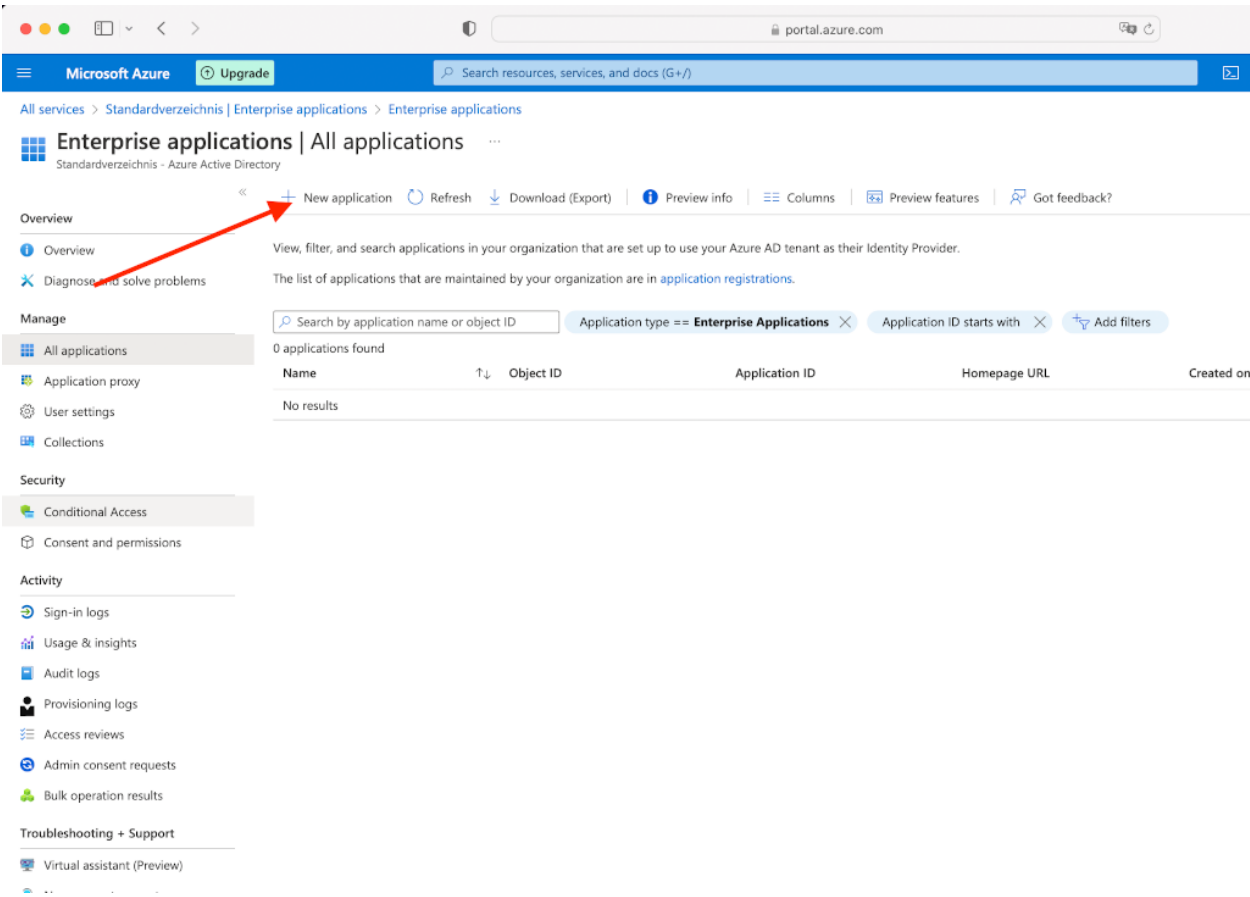 portal.azure.com
Microsoft Azure Upgrade Search resources, services, and docs (G+/)
All services > Standardverzeichnis | Enterprise applications > Enterprise applications
Enterprise applications | All applications ...
Standardverzeichnis - Azure Active Directory
New application Refresh Download (Export) Preview info Columns Preview features Got feedback?
Overview
Overview
Diagnose and solve problems
Manage
All applications
Application proxy
User settings
Collections
Security
Conditional Access
Consent and permissions
Activity
Sign-in logs
Usage & insights
Audit logs
Provisioning logs
Access reviews
Admin consent requests
Bulk operation results
Troubleshooting + Support
Virtual assistant (Preview)
View, filter, and search applications in your organization that are set up to use your Azure AD tenant as their Identity Provider.
The list of applications that are maintained by your organization are in application registrations.
Search by application name or object ID Application type == Enterprise Applications Application ID starts with Add filters
0 applications found
Name Object ID Application ID Homepage URL Created on
No results